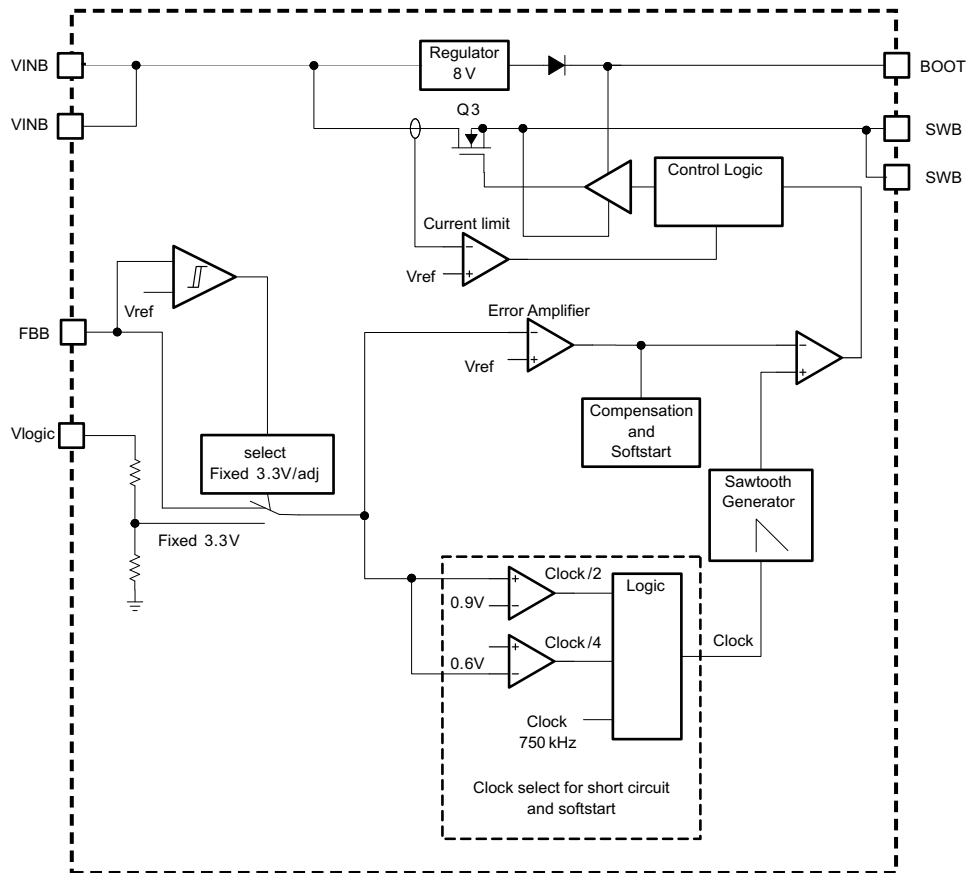 VINB
Regulator
8 V
BOOT
VINB
Q3
SWB
SWB
Control Logic
Current limit
−
Vref
+
Vref
FBB
Error Amplifier
−
Vref
+
−
+
Vlogic
select
Fixed 3.3V/adj
Compensation
and
Softstart
Sawtooth
Generator
Fixed 3.3V
+
Clock/2
0.9V
−
Logic
+
Clock/4
0.6V
−
Clock
Clock
750 kHz
Clock select for short circuit
and softstart